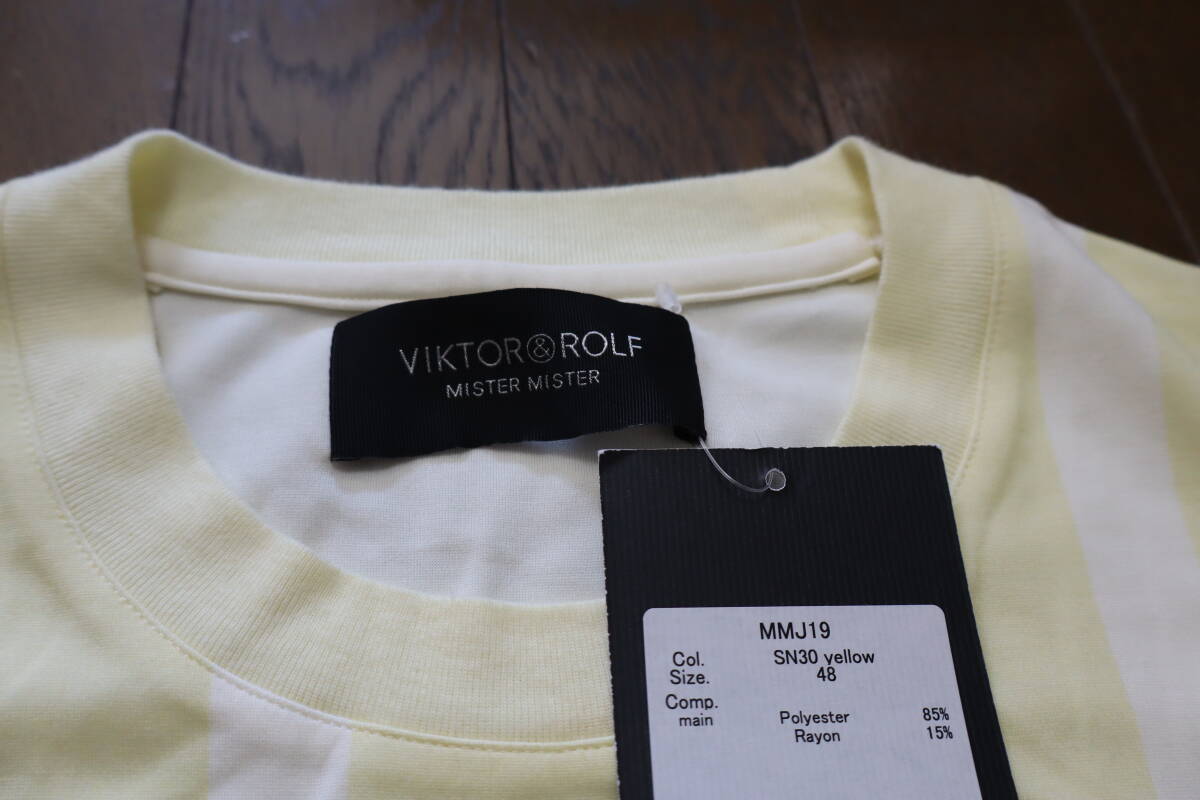 VIKTOR&ROLF
MISTER MISTER
MMJ19
Col. SN30 yellow
Size. 48
Comp.
main Polyester 85%
Rayon 15%